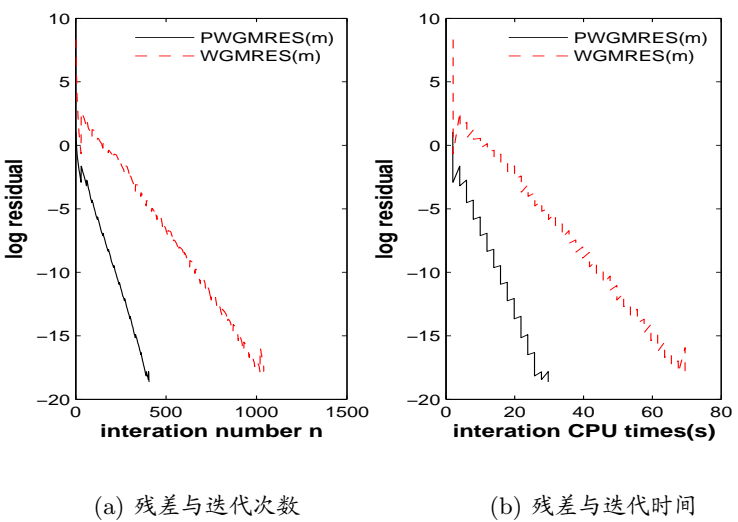 10
5
0
−5
−10
−15
−20
0
500
1000
1500
log residual
interation number n
PWGMRES(m)
WGMRES(m)
(a) 残差与迭代次数
10
5
0
−5
−10
−15
−20
0
20
40
60
80
log residual
interation CPU times(s)
PWGMRES(m)
WGMRES(m)
(b) 残差与迭代时间